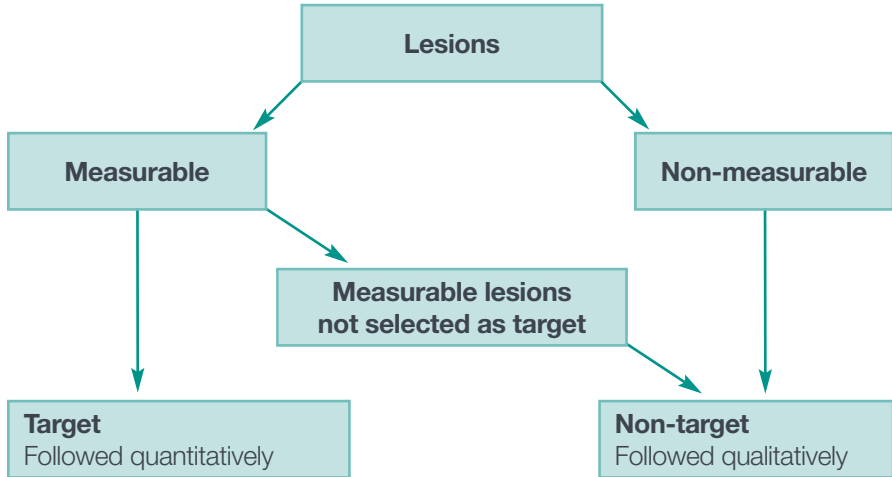 Lesions
Measurable
Non-measurable
Measurable lesions
not selected as target
Target
Followed quantitatively
Non-target
Followed qualitatively